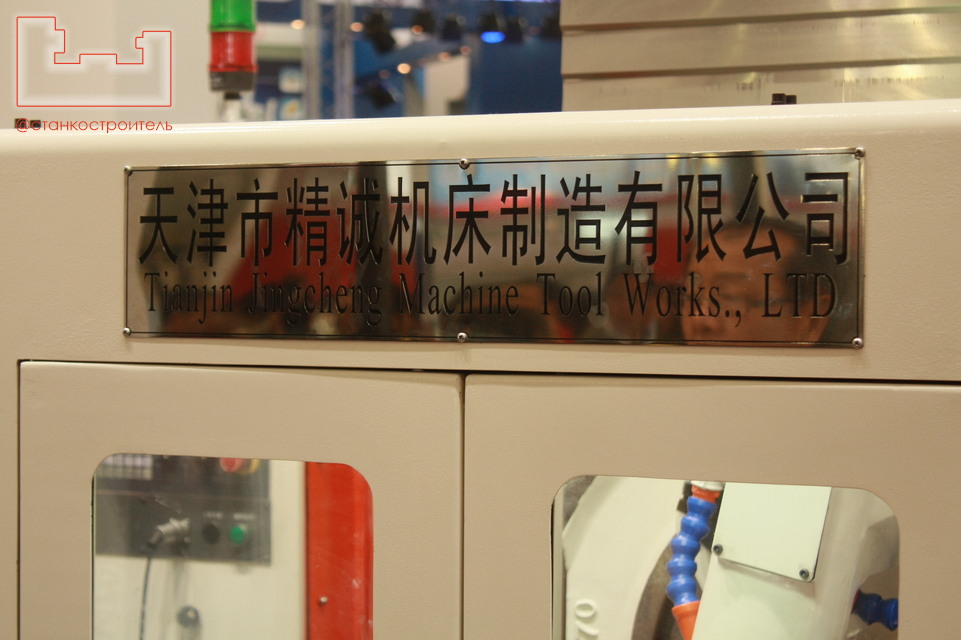 @станкостроитель
天津市精诚机床制造有限公司
Tianjin Jingcheng Machine Tool Works., LTD